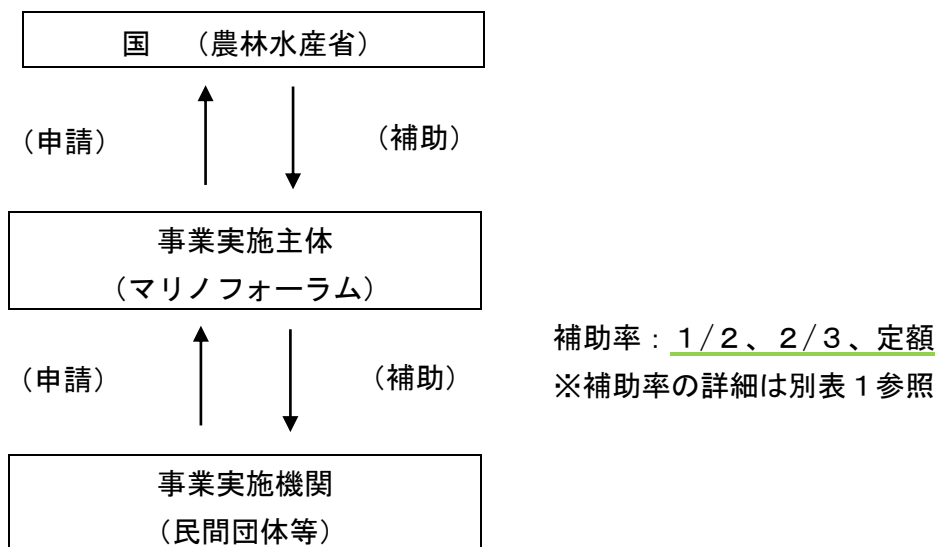 国　（農林水産省）
（申請）
（補助）
事業実施主体
（マリノフォーラム）
（申請）
（補助）
補助率：１/２、２/３、定額
※補助率の詳細は別表１参照
事業実施機関
（民間団体等）